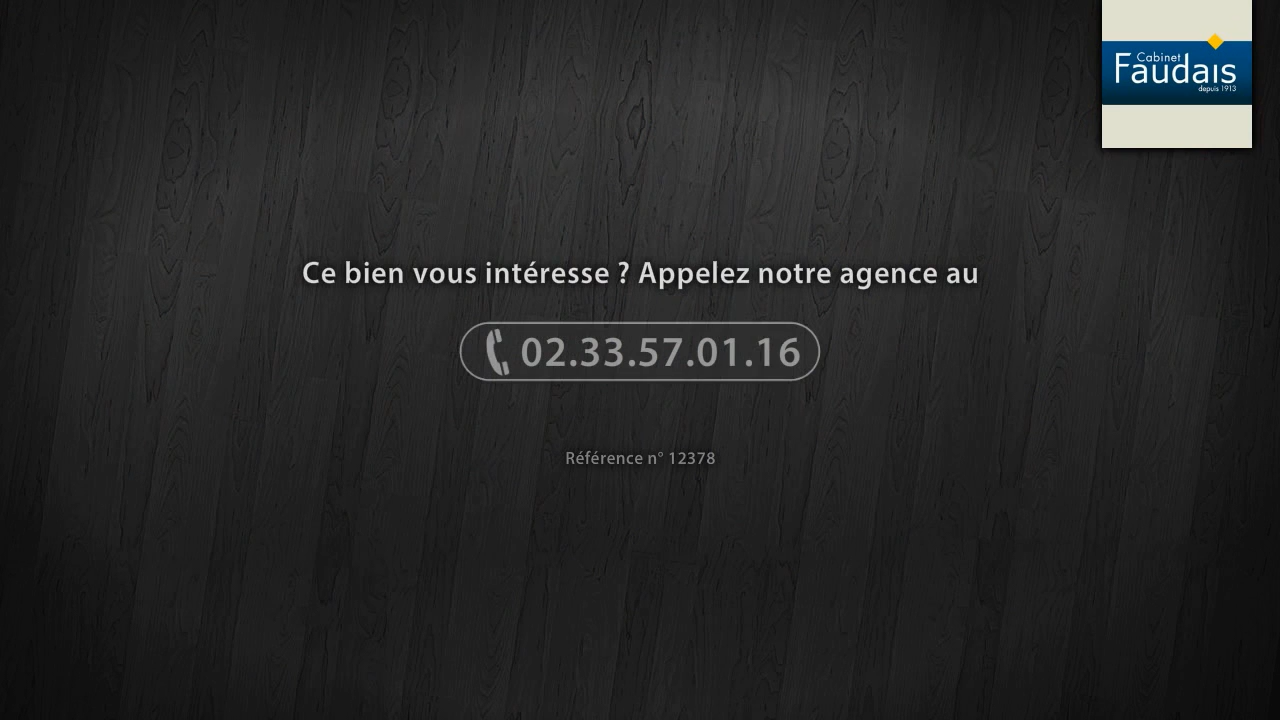 Cabinet
Faudais
depuis 1913
Ce bien vous intéresse ? Appelez notre agence au
02.33.57.01.16
Référence n° 12378